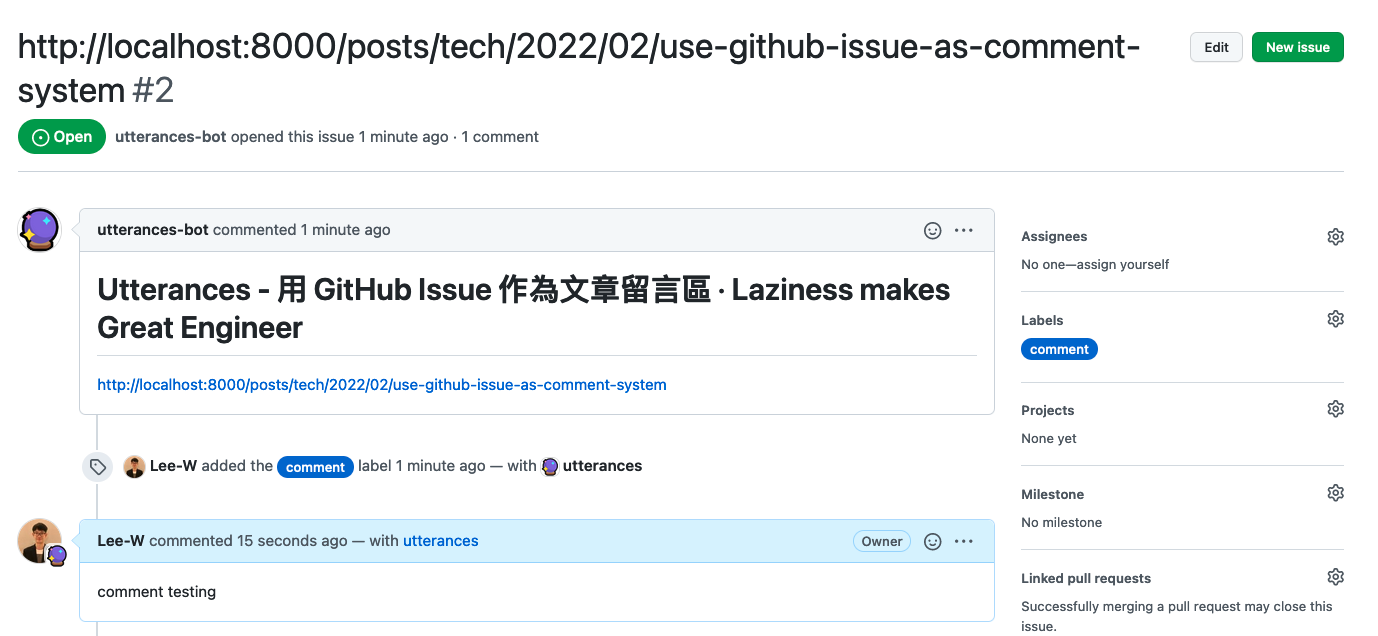 http://localhost:8000/posts/tech/2022/02/use-github-issue-as-comment-
system #2
Edit
New issue
Open
utterances-bot opened this issue 1 minute ago · 1 comment
utterances-bot commented 1 minute ago
Utterances - 用 GitHub Issue 作為文章留言區 · Laziness makes
Great Engineer
http://localhost:8000/posts/tech/2022/02/use-github-issue-as-comment-system
Lee-W added the comment label 1 minute ago — with utterances
Lee-W commented 15 seconds ago — with utterances
Owner
comment testing
Assignees
No one—assign yourself
Labels
comment
Projects
None yet
Milestone
No milestone
Linked pull requests
Successfully merging a pull request may close this
issue.